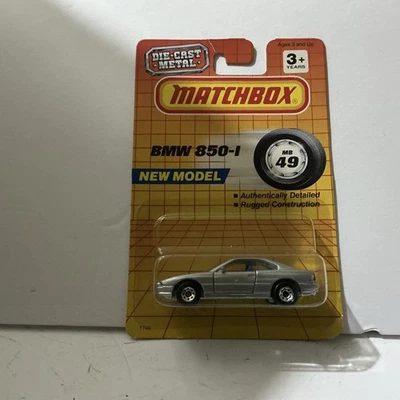 DIE-CAST
METAL
Ages 3 and Up
3+
YEARS
MATCHBOX
BMW 850-I
MB
49
NEW MODEL
■ Authentically Detailed
■ Rugged Construction